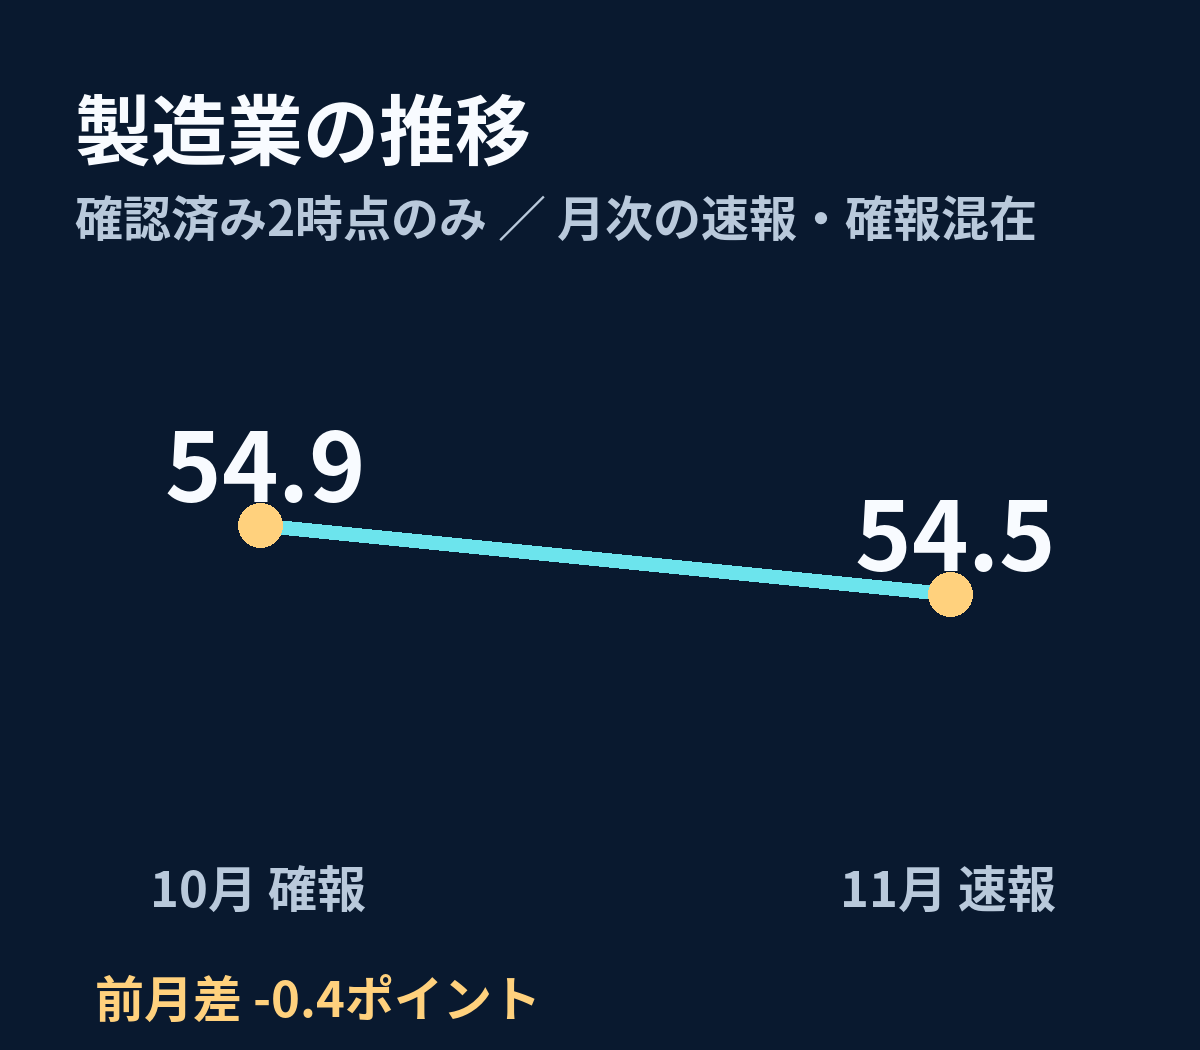 製造業の推移
確認済み2時点のみ ／ 月次の速報・確報混在
54.9
54.5
10月 確報
11月 速報
前月差 -0.4ポイント